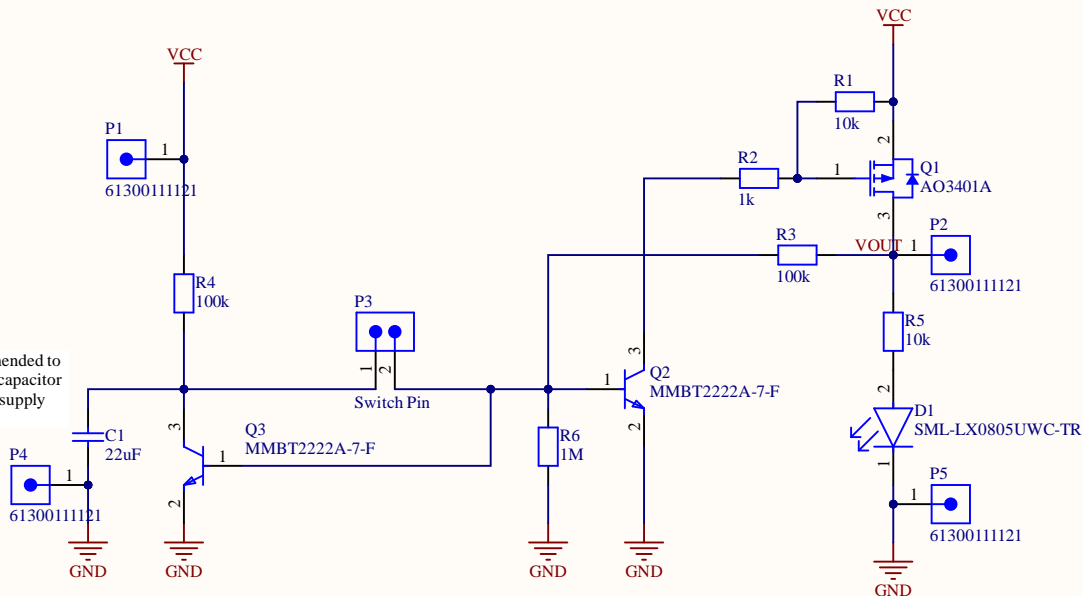 VCC
VCC
R1
10k
P1
1
61300111121
R2
1k
2
1
Q1
AO3401A
3
P2
VOUT
1
61300111121
R3
100k
R4
100k
P3
1
2
Switch Pin
R5
10k
ended to
capacitor
supply
3
Q2
MMBT2222A-7-F
1
2
2
D1
SML-LX0805UWC-TR
1
C1
22uF
3
Q3
MMBT2222A-7-F
1
2
R6
1M
P4
1
61300111121
P5
1
61300111121
GND
GND
GND
GND
GND